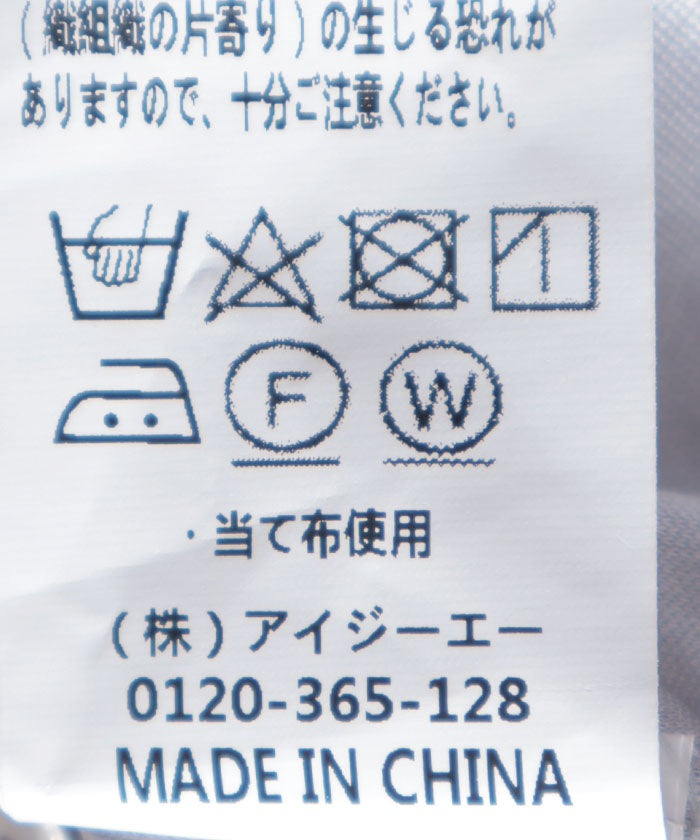 (織組織の片寄り)の生じる恐れが
ありますので、十分ご注意ください。
F W
・当て布使用
(株)アイジーエー
0120-365-128
MADE IN CHINA